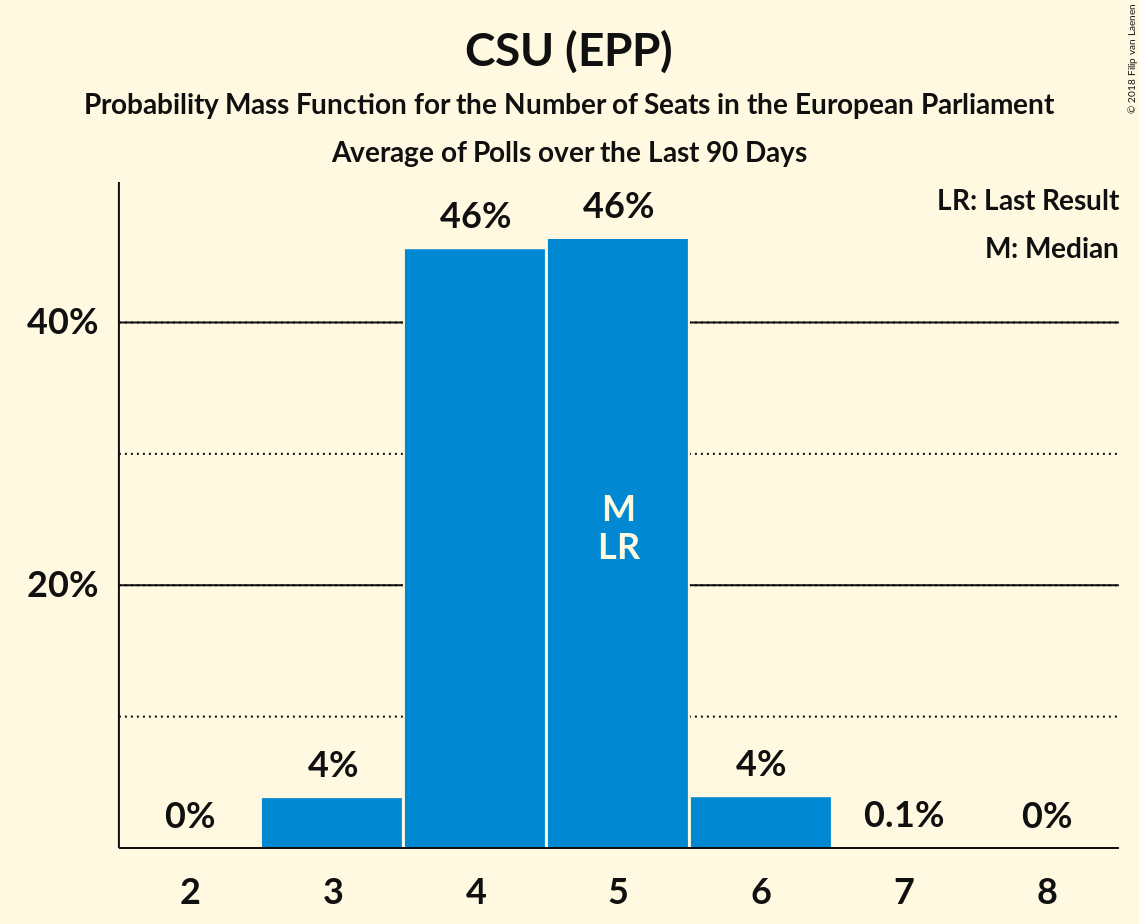 CSU (EPP)
Probability Mass Function for the Number of Seats in the European Parliament
Average of Polls over the Last 90 Days
© 2018 Filip van Laenen
LR: Last Result
M: Median
46%
46%
40%
M
LR
20%
4%
4%
0%
0.1%
0%
2
3
4
5
6
7
8